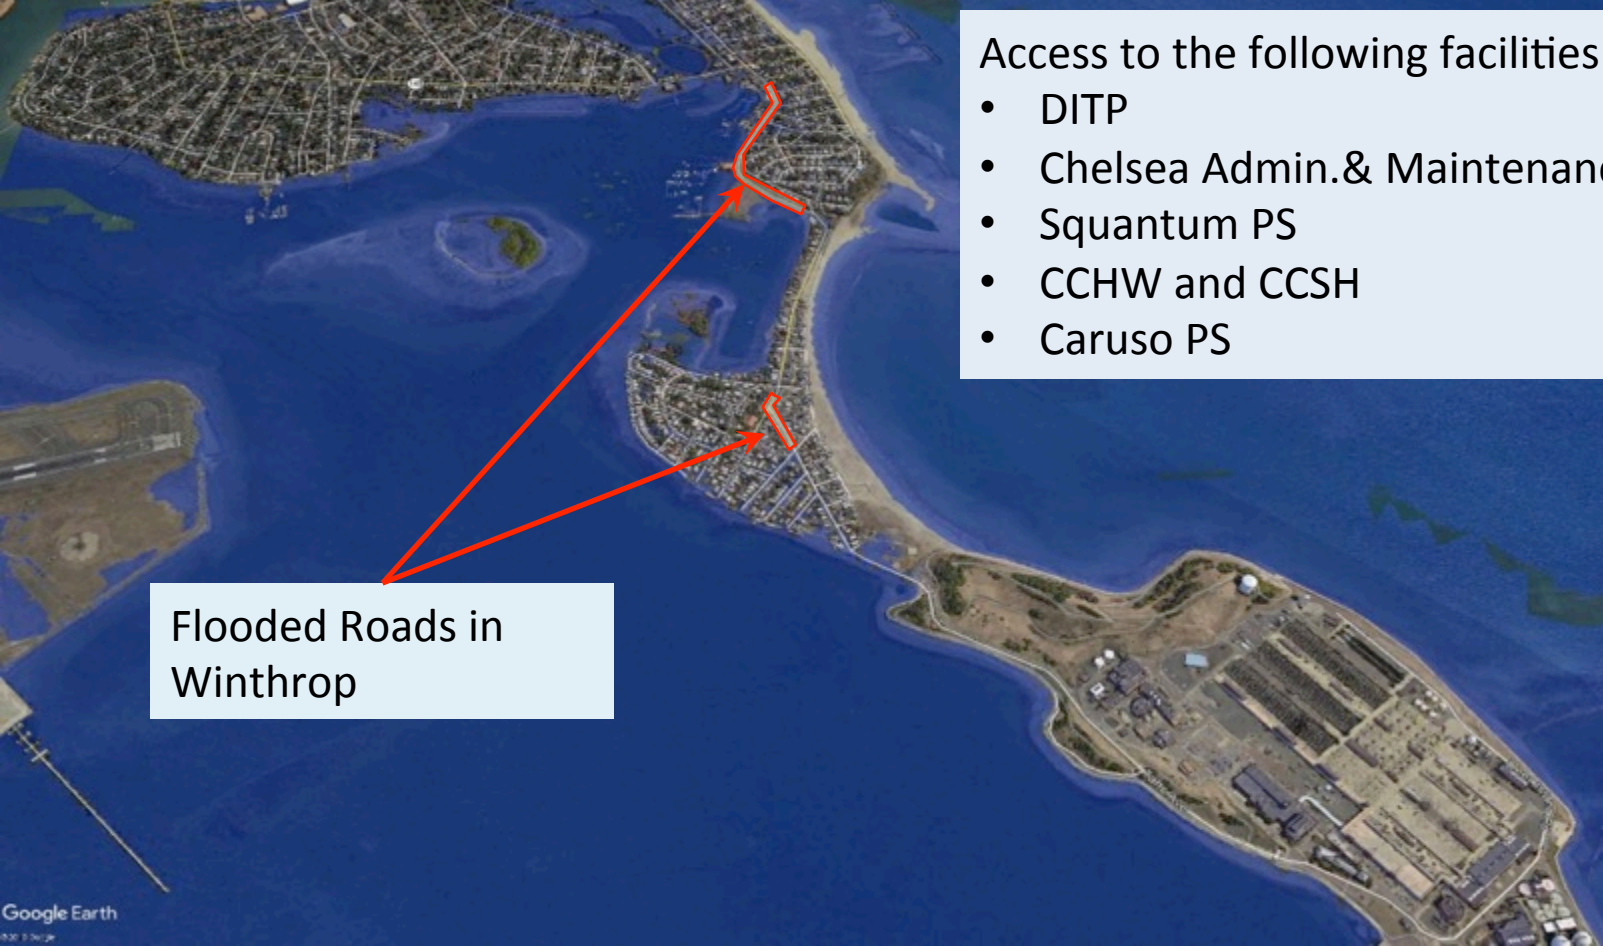 Access to the following facilities
• DITP
• Chelsea Admin.& Maintenanc
• Squantum PS
• CCHW and CCSH
• Caruso PS
Flooded Roads in
Winthrop
Google Earth